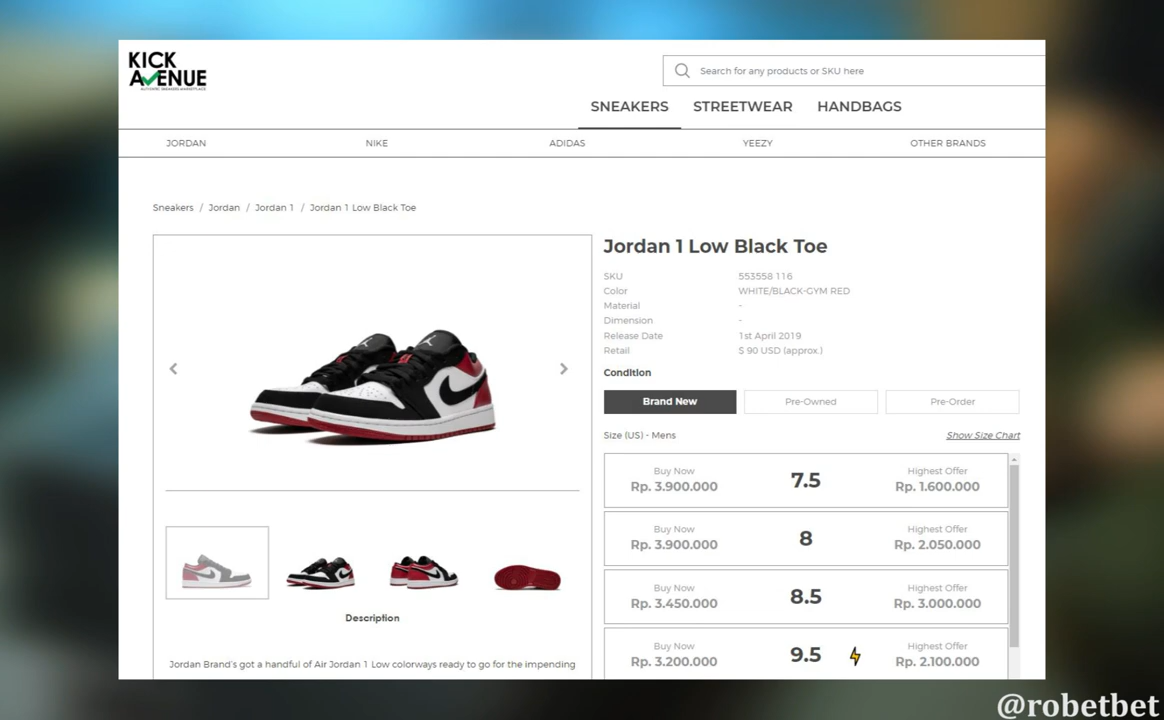 KICK
AVENUE
AUTHENTIC SNEAKERS MARKETPLACE
Search for any products or SKU here
SNEAKERS STREETWEAR HANDBAGS
JORDAN NIKE ADIDAS YEEZY OTHER BRANDS
Sneakers / Jordan / Jordan 1 / Jordan 1 Low Black Toe
Jordan 1 Low Black Toe
SKU 553558 116
Color WHITE/BLACK-GYM RED
Material -
Dimension -
Release Date 1st April 2019
Retail $ 90 USD (approx.)
Condition
Brand New Pre-Owned Pre-Order
Size (US) - Mens Show Size Chart
Buy Now Highest Offer
Rp. 3.900.000 7.5 Rp. 1.600.000
Buy Now Highest Offer
Rp. 3.900.000 8 Rp. 2.050.000
Buy Now Highest Offer
Rp. 3.450.000 8.5 Rp. 3.000.000
Buy Now Highest Offer
Rp. 3.200.000 9.5 Rp. 2.100.000
Description
Jordan Brand's got a handful of Air Jordan 1 Low colorways ready to go for the impending
@robetbet